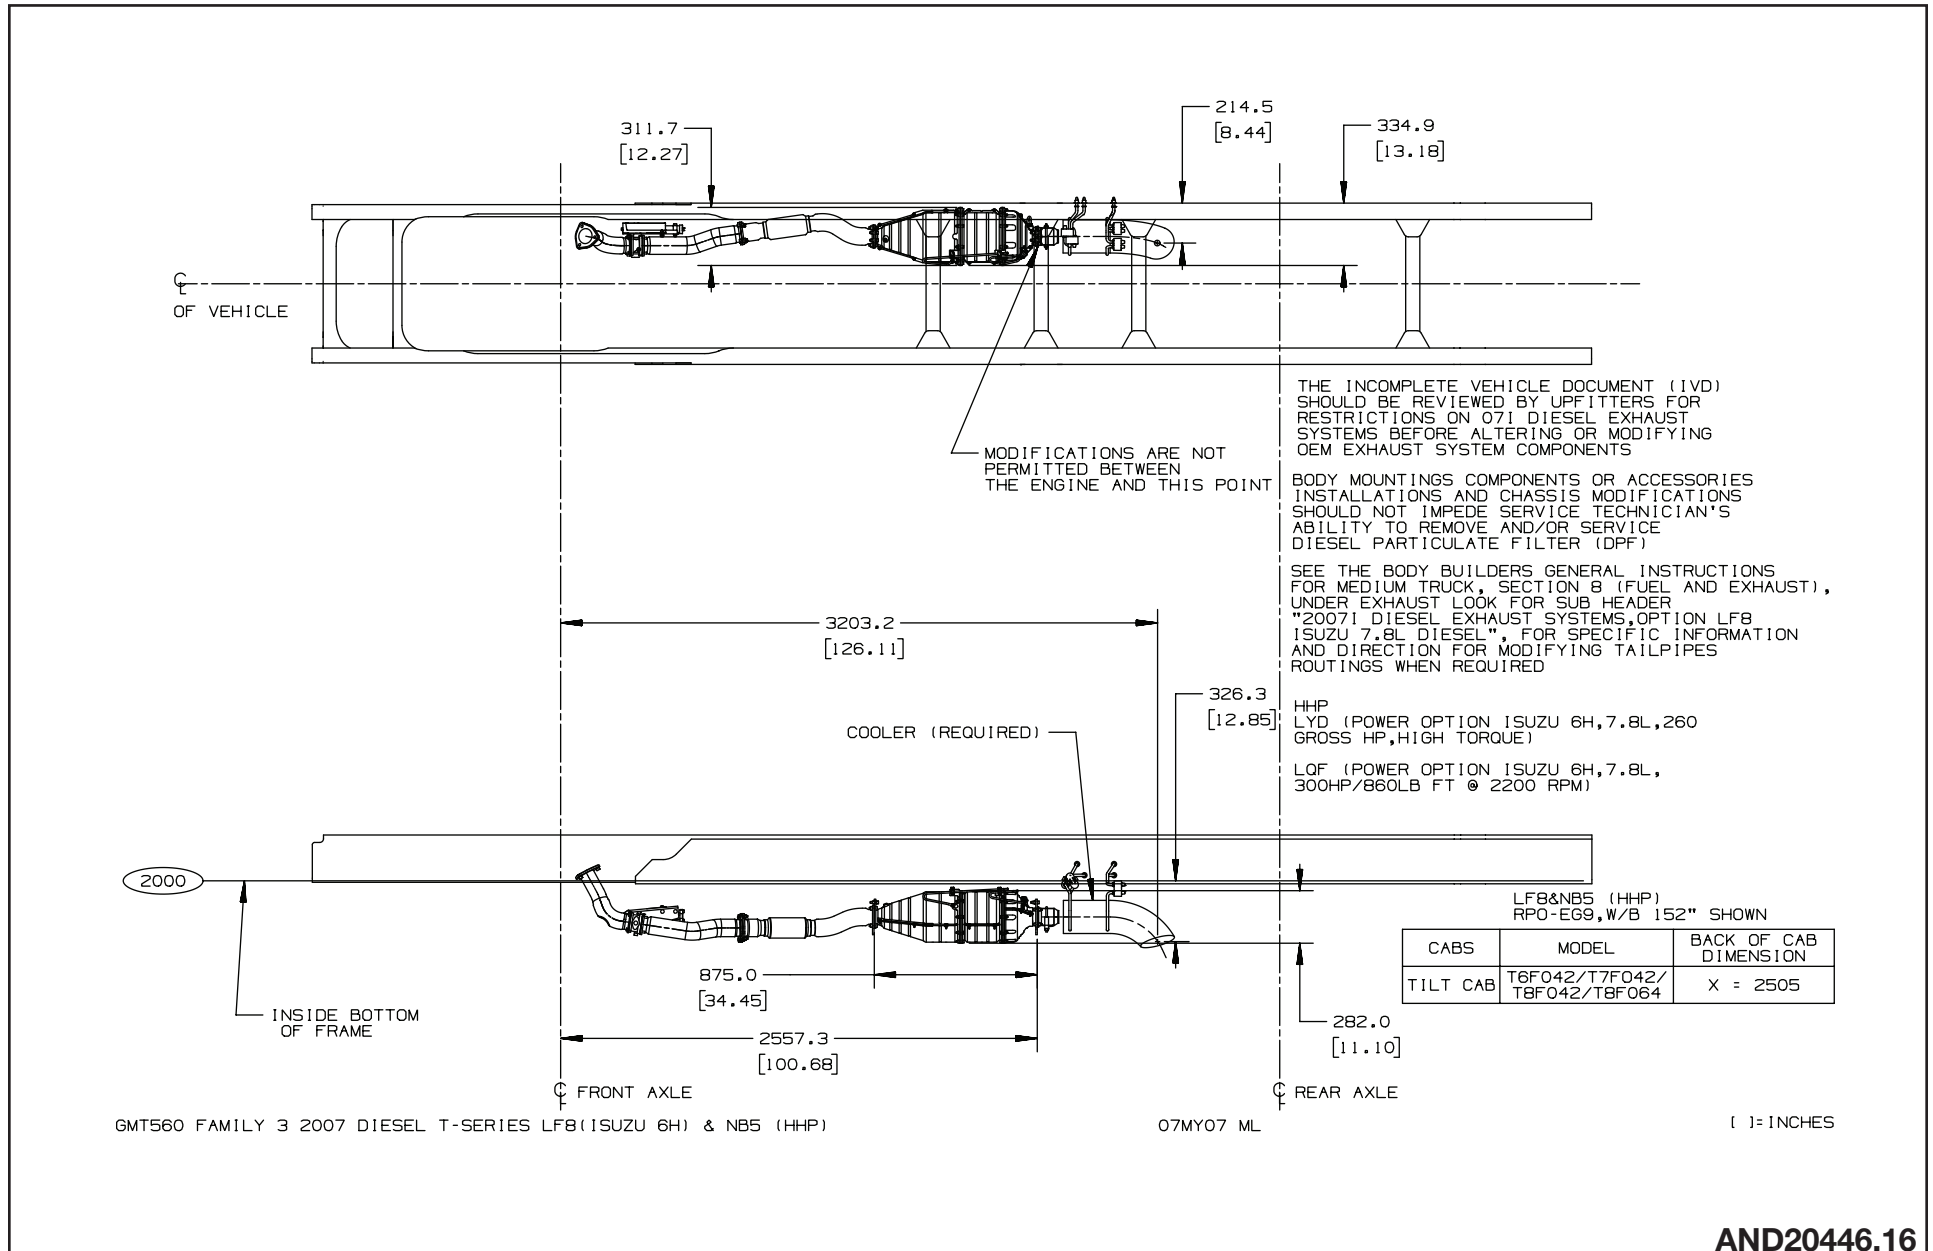 214.5
[8.44]
311.7
[12.27]
334.9
[13.18]
℄
OF VEHICLE
THE INCOMPLETE VEHICLE DOCUMENT (IVD)
SHOULD BE REVIEWED BY UPFITTERS FOR
RESTRICTIONS ON 07I DIESEL EXHAUST
SYSTEMS BEFORE ALTERING OR MODIFYING
OEM EXHAUST SYSTEM COMPONENTS
MODIFICATIONS ARE NOT
PERMITTED BETWEEN
THE ENGINE AND THIS POINT
BODY MOUNTINGS COMPONENTS OR ACCESSORIES
INSTALLATIONS AND CHASSIS MODIFICATIONS
SHOULD NOT IMPEDE SERVICE TECHNICIAN'S
ABILITY TO REMOVE AND/OR SERVICE
DIESEL PARTICULATE FILTER (DPF)
SEE THE BODY BUILDERS GENERAL INSTRUCTIONS
FOR MEDIUM TRUCK, SECTION 8 (FUEL AND EXHAUST),
UNDER EXHAUST LOOK FOR SUB HEADER
"2007I DIESEL EXHAUST SYSTEMS,OPTION LF8
ISUZU 7.8L DIESEL", FOR SPECIFIC INFORMATION
AND DIRECTION FOR MODIFYING TAILPIPES
ROUTINGS WHEN REQUIRED
3203.2
[126.11]
326.3
[12.85]
HHP
LYD (POWER OPTION ISUZU 6H,7.8L,260
GROSS HP,HIGH TORQUE)
COOLER (REQUIRED)
LQF (POWER OPTION ISUZU 6H,7.8L,
300HP/860LB FT @ 2200 RPM)
2000
LF8&NB5 (HHP)
RPO-EG9,W/B 152" SHOWN
CABS MODEL BACK OF CAB
DIMENSION
TILT CAB T6F042/T7F042/
T8F042/T8F064 X = 2505
875.0
[34.45]
INSIDE BOTTOM
OF FRAME
282.0
[11.10]
2557.3
[100.68]
℄ FRONT AXLE
℄ REAR AXLE
GMT560 FAMILY 3 2007 DIESEL T-SERIES LF8(ISUZU 6H) & NB5 (HHP)
07MY07 ML
[ ]=INCHES
AND20446.16